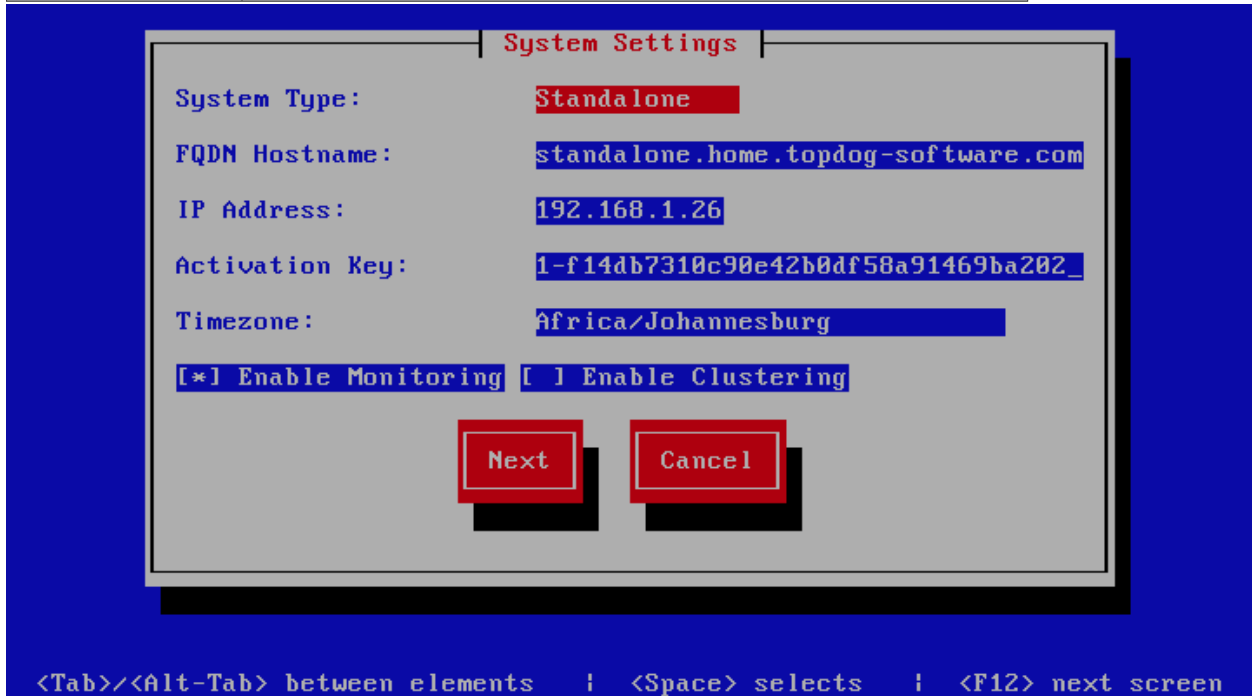 System Settings
System Type: Standalone
FQDN Hostname: standalone.home.topdog-software.com
IP Address: 192.168.1.26
Activation Key: 1-f14db7310c90e42b0df58a91469ba202_
Timezone: Africa/Johannesburg
[*] Enable Monitoring [ ] Enable Clustering
Next Cancel
<Tab>/<Alt-Tab> between elements | <Space> selects | <F12> next screen